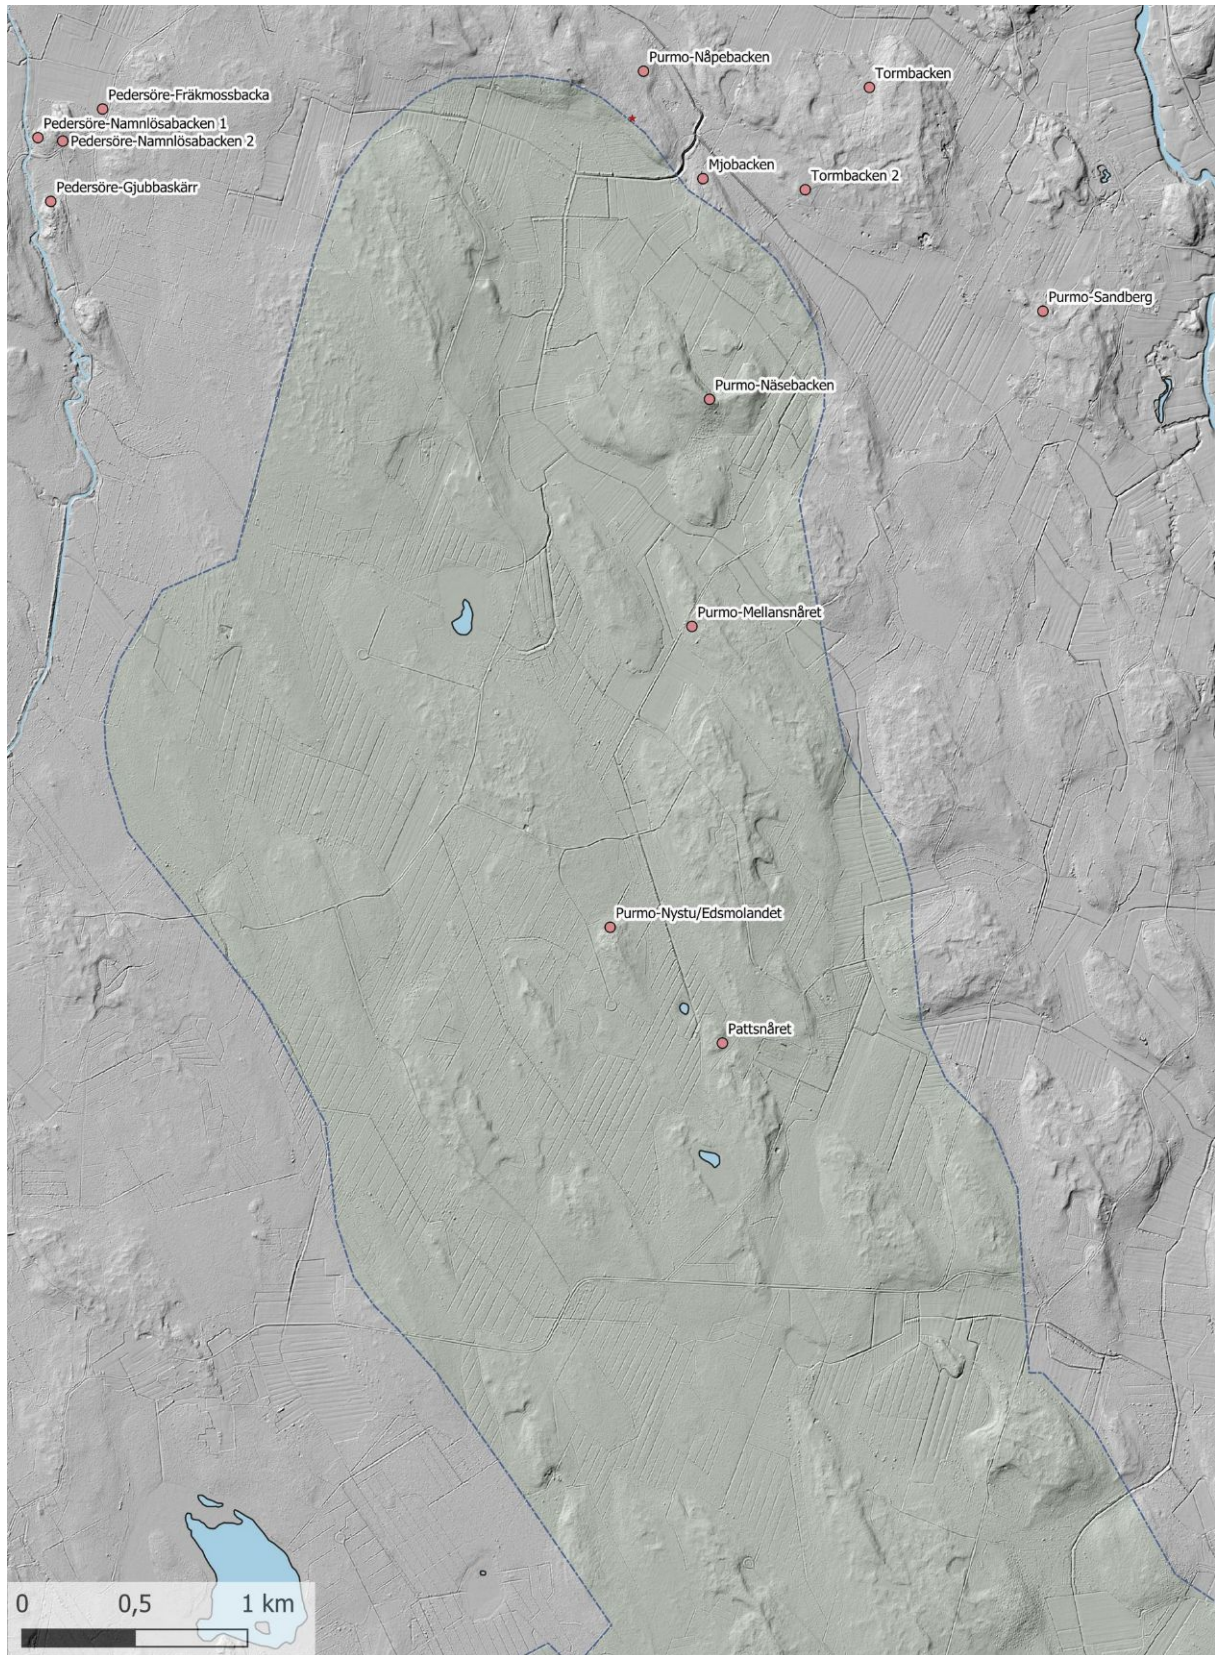 Purmo-Nåpebacken
Tormbacken
Pedersöre-Fräkmossbacka
Pedersöre-Namnlösabacken 1
Pedersöre-Namnlösabacken 2
Mjobacken
Tormbacken 2
Pedersöre-Gjubbaskärr
Purmo-Sandberg
Purmo-Näsebacken
Purmo-Mellansnåret
Purmo-Nystu/Edsmolandet
Pattsnåret
0 0,5 1 km